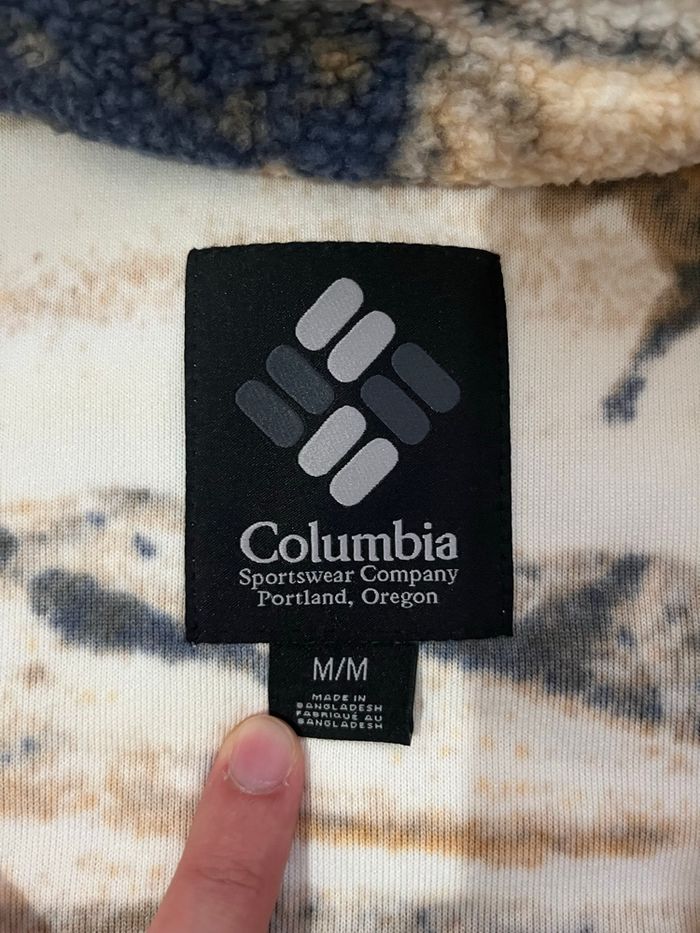 Columbia
Sportswear Company
Portland, Oregon
M/M
MADE IN
BANGLADESH
FABRIQUÉ AU
BANGLADESH